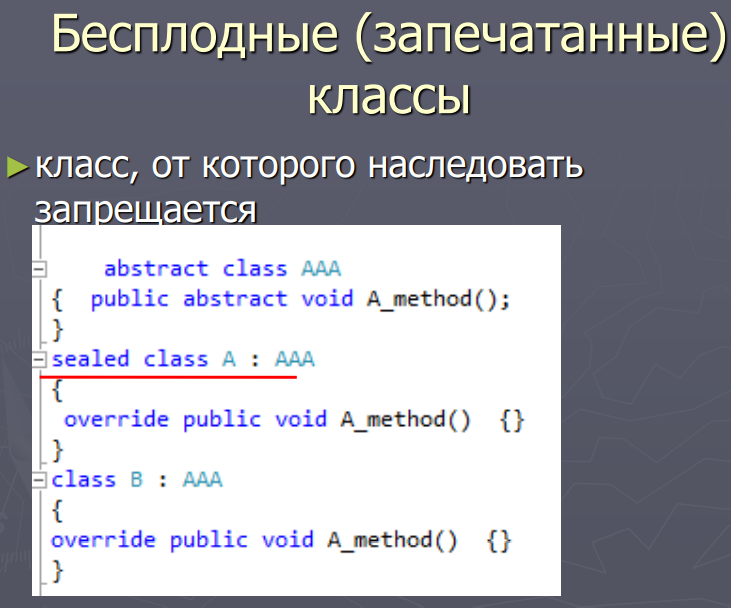 Бесплодные (запечатанные)
классы
►класс, от которого наследовать
запрещается
abstract class AAA
{  public abstract void A_method();
}
sealed class A : AAA
{
override public void A_method()  {}
}
class B : AAA
{
override public void A_method()  {}
}